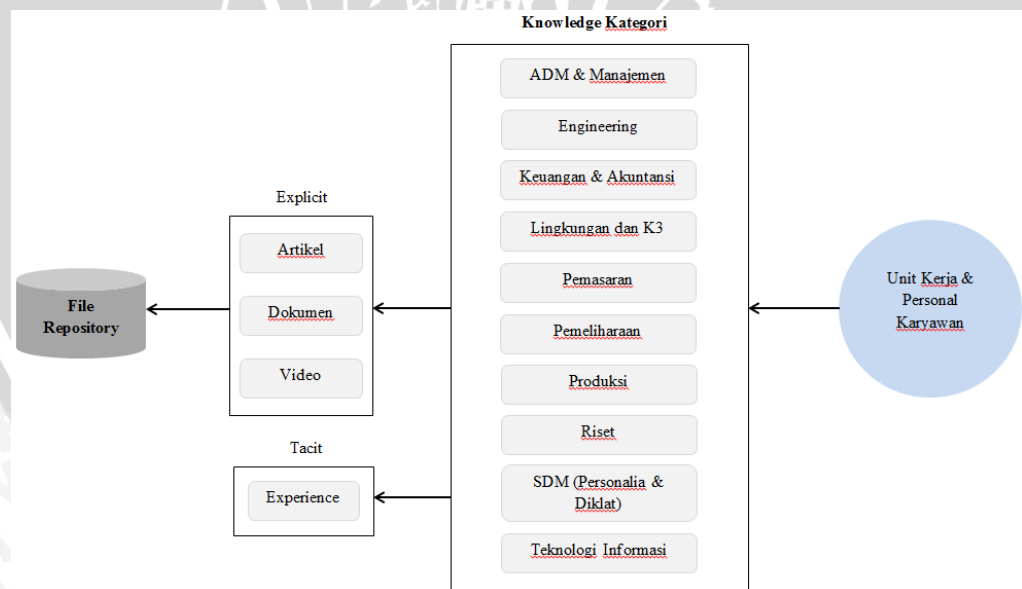 Knowledge Kategori
ADM & Manajemen
Engineering
Keuangan & Akuntansi
Lingkungan dan K3
Pemasaran
Pemeliharaan
Produksi
Riset
SDM (Personalia &
Diklat)
Teknologi Informasi
Explicit
Artikel
Dokumen
Video
Tacit
Experience
File
Repository
Unit Kerja &
Personal
Karyawan